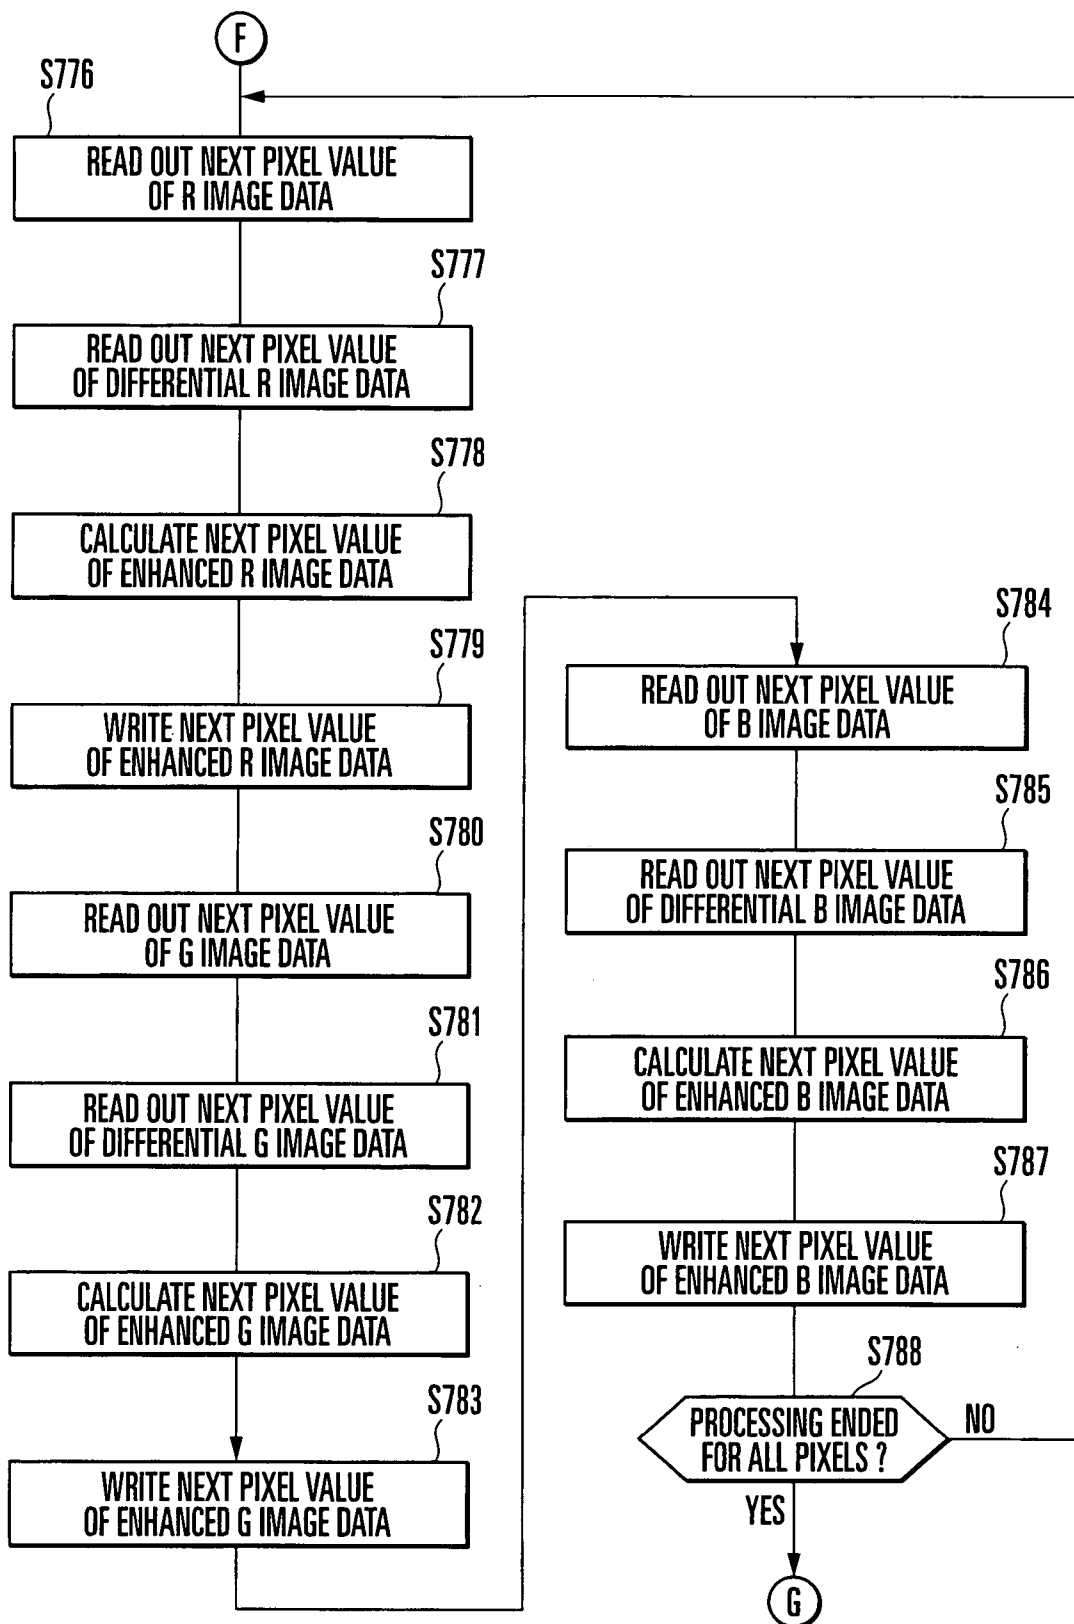 F
S776
READ OUT NEXT PIXEL VALUE
OF R IMAGE DATA
S777
READ OUT NEXT PIXEL VALUE
OF DIFFERENTIAL R IMAGE DATA
S778
CALCULATE NEXT PIXEL VALUE
OF ENHANCED R IMAGE DATA
S779
WRITE NEXT PIXEL VALUE
OF ENHANCED R IMAGE DATA
S780
READ OUT NEXT PIXEL VALUE
OF G IMAGE DATA
S781
READ OUT NEXT PIXEL VALUE
OF DIFFERENTIAL G IMAGE DATA
S782
CALCULATE NEXT PIXEL VALUE
OF ENHANCED G IMAGE DATA
S783
WRITE NEXT PIXEL VALUE
OF ENHANCED G IMAGE DATA
S784
READ OUT NEXT PIXEL VALUE
OF B IMAGE DATA
S785
READ OUT NEXT PIXEL VALUE
OF DIFFERENTIAL B IMAGE DATA
S786
CALCULATE NEXT PIXEL VALUE
OF ENHANCED B IMAGE DATA
S787
WRITE NEXT PIXEL VALUE
OF ENHANCED B IMAGE DATA
S788
PROCESSING ENDED
FOR ALL PIXELS ?
NO
YES
G